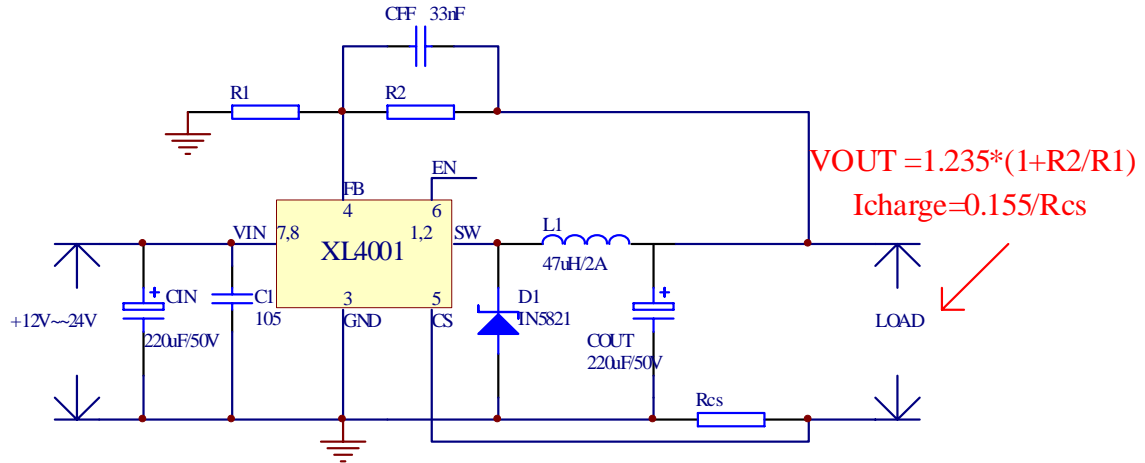 CFF 33nF
R1
R2
VOUT =1.235*(1+R2/R1)
Icharge=0.155/Rcs
EN
FB
4
6
VIN
7,8
XL4001
1,2
SW
L1
47uH/2A
CIN
+
C1
105
+12V~~24V
220uF/50V
3
GND
5
CS
D1
IN5821
+
COUT
220uF/50V
LOAD
Rcs